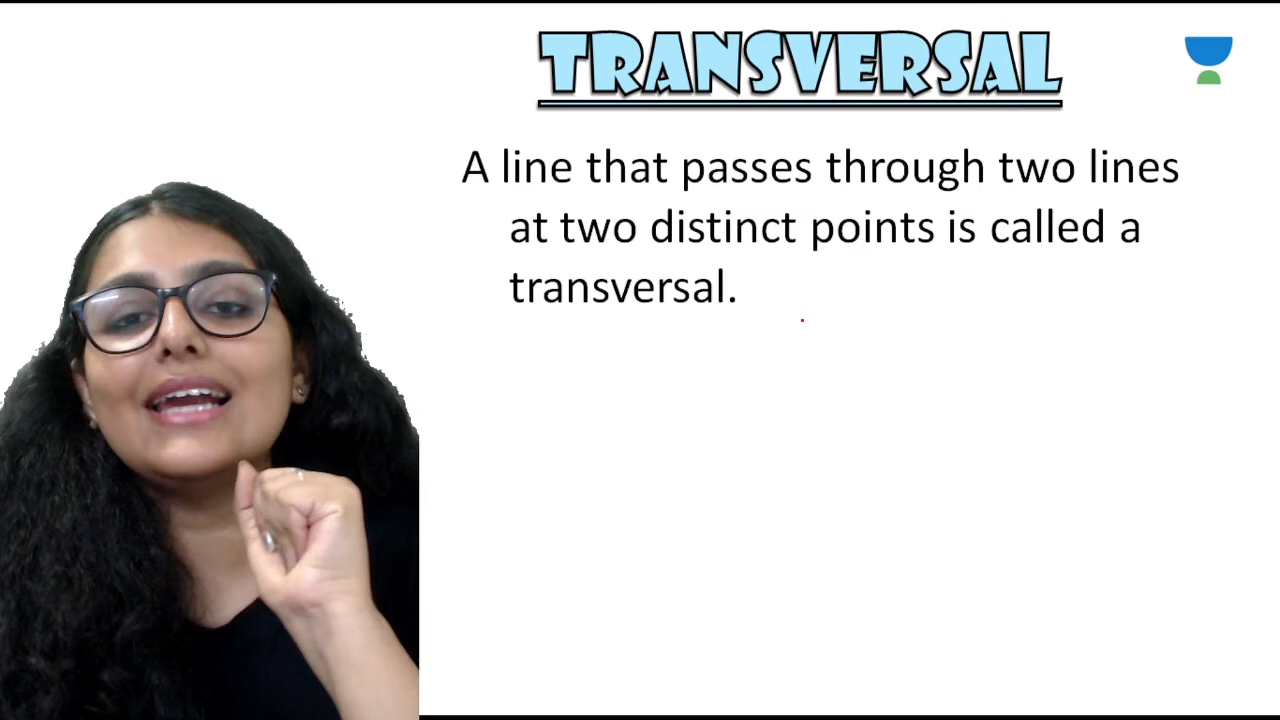 TRANSVERSAL
A line that passes through two lines
at two distinct points is called a
transversal.